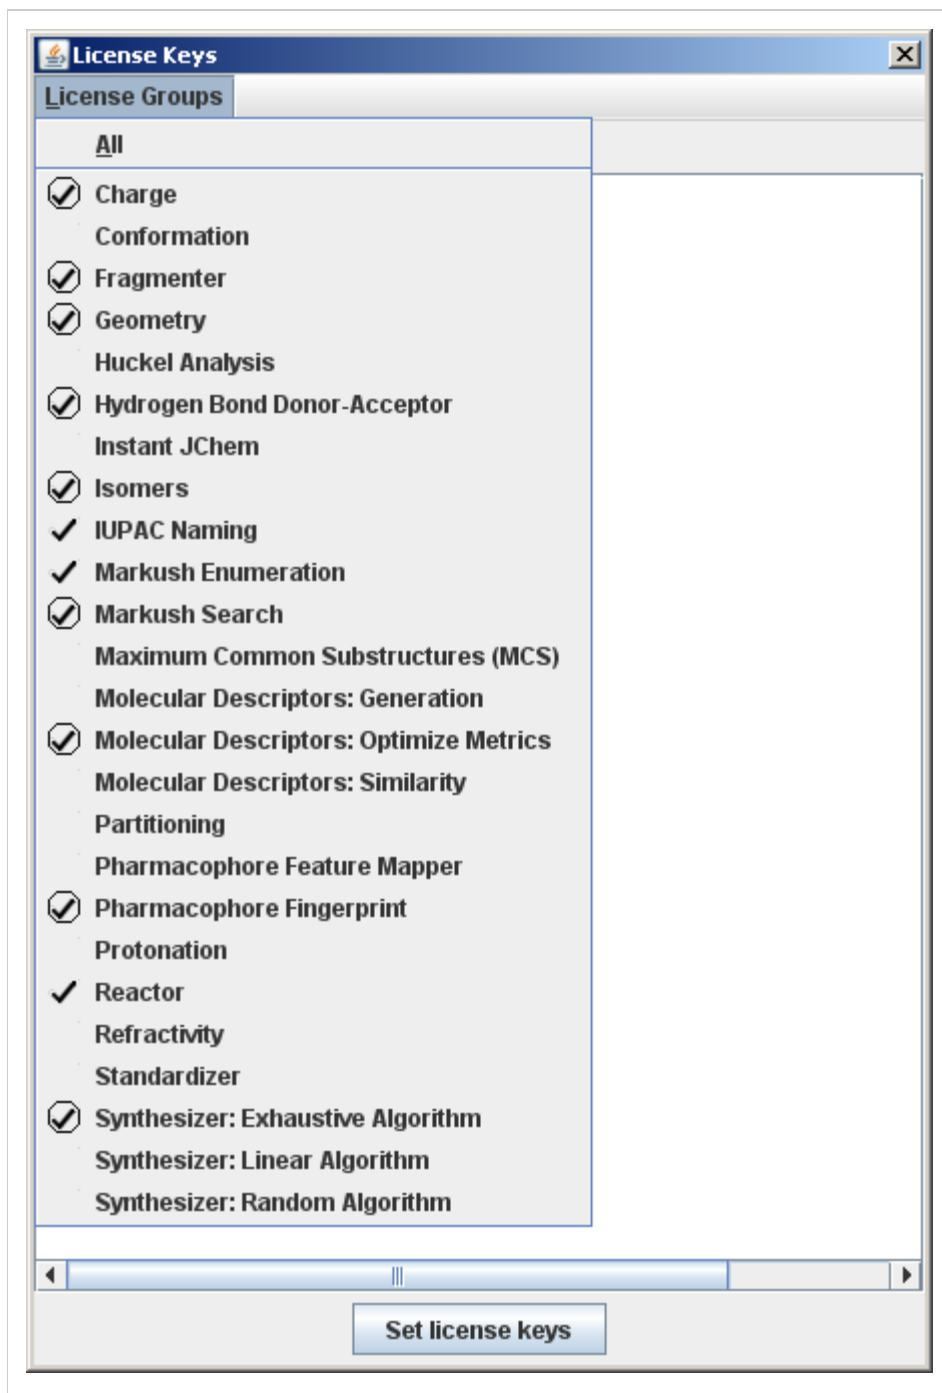 License Keys
License Groups
All
Charge
Conformation
Fragmenter
Geometry
Huckel Analysis
Hydrogen Bond Donor-Acceptor
Instant JChem
Isomers
IUPAC Naming
Markush Enumeration
Markush Search
Maximum Common Substructures (MCS)
Molecular Descriptors: Generation
Molecular Descriptors: Optimize Metrics
Molecular Descriptors: Similarity
Partitioning
Pharmacophore Feature Mapper
Pharmacophore Fingerprint
Protonation
Reactor
Refractivity
Standardizer
Synthesizer: Exhaustive Algorithm
Synthesizer: Linear Algorithm
Synthesizer: Random Algorithm
Set license keys